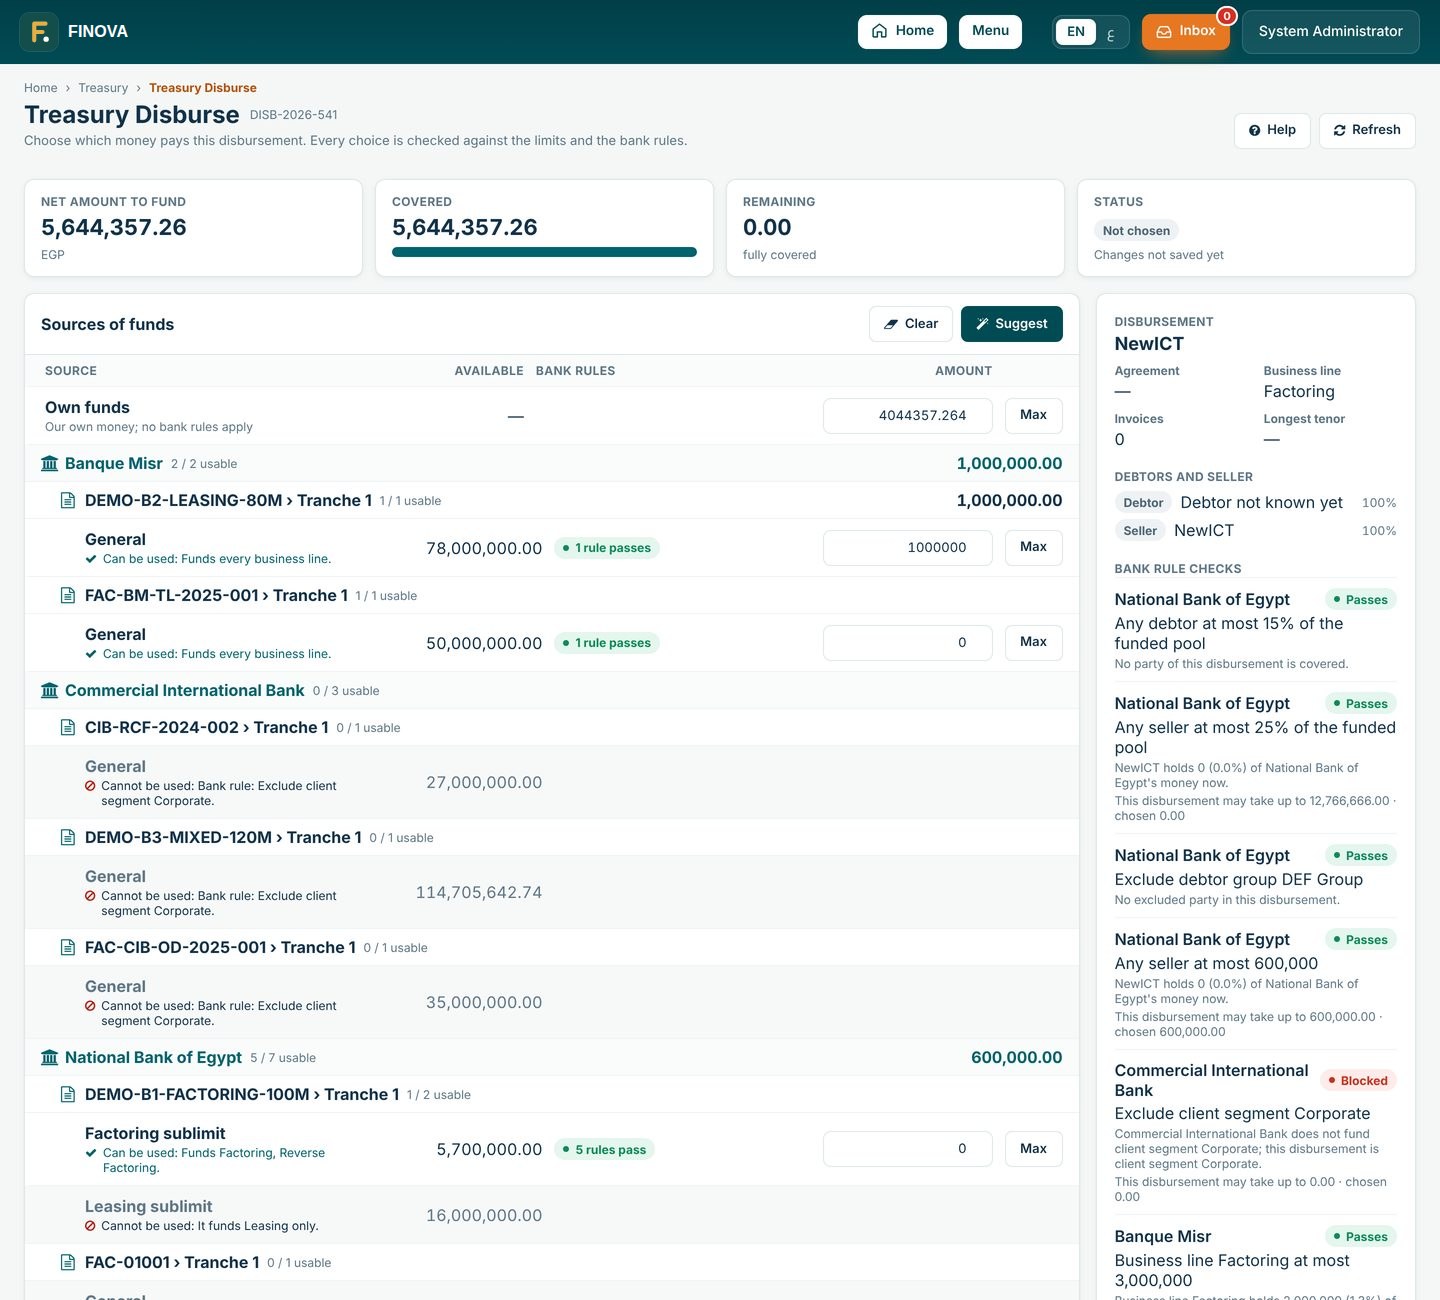 FINOVA
Home
Menu
EN
ع
Inbox
0
System Administrator
Home › Treasury › Treasury Disburse
Treasury Disburse DISB-2026-541
Choose which money pays this disbursement. Every choice is checked against the limits and the bank rules.
Help
Refresh
NET AMOUNT TO FUND
5,644,357.26
EGP
COVERED
5,644,357.26
REMAINING
0.00
fully covered
STATUS
Not chosen
Changes not saved yet
Sources of funds
Clear
Suggest
SOURCE AVAILABLE BANK RULES AMOUNT
Own funds
Our own money; no bank rules apply
—
4044357.264 Max
Banque Misr 2 / 2 usable 1,000,000.00
DEMO-B2-LEASING-80M › Tranche 1 1 / 1 usable 1,000,000.00
General
Can be used: Funds every business line.
78,000,000.00 1 rule passes 1000000 Max
FAC-BM-TL-2025-001 › Tranche 1 1 / 1 usable
General
Can be used: Funds every business line.
50,000,000.00 1 rule passes 0 Max
Commercial International Bank 0 / 3 usable
CIB-RCF-2024-002 › Tranche 1 0 / 1 usable
General
Cannot be used: Bank rule: Exclude client
segment Corporate.
27,000,000.00
DEMO-B3-MIXED-120M › Tranche 1 0 / 1 usable
General
Cannot be used: Bank rule: Exclude client
segment Corporate.
114,705,642.74
FAC-CIB-OD-2025-001 › Tranche 1 0 / 1 usable
General
Cannot be used: Bank rule: Exclude client
segment Corporate.
35,000,000.00
National Bank of Egypt 5 / 7 usable 600,000.00
DEMO-B1-FACTORING-100M › Tranche 1 1 / 2 usable
Factoring sublimit
Can be used: Funds Factoring, Reverse
Factoring.
5,700,000.00 5 rules pass 0 Max
Leasing sublimit
Cannot be used: It funds Leasing only.
16,000,000.00
FAC-01001 › Tranche 1 0 / 1 usable
General
DISBURSEMENT
NewICT
Agreement Business line
— Factoring
Invoices Longest tenor
0 —
DEBTORS AND SELLER
Debtor Debtor not known yet 100%
Seller NewICT 100%
BANK RULE CHECKS
National Bank of Egypt Passes
Any debtor at most 15% of the
funded pool
No party of this disbursement is covered.
National Bank of Egypt Passes
Any seller at most 25% of the funded
pool
NewICT holds 0 (0.0%) of National Bank of
Egypt's money now.
This disbursement may take up to 12,766,666.00 ·
chosen 0.00
National Bank of Egypt Passes
Exclude debtor group DEF Group
No excluded party in this disbursement.
National Bank of Egypt Passes
Any seller at most 600,000
NewICT holds 0 (0.0%) of National Bank of
Egypt's money now.
This disbursement may take up to 600,000.00 ·
chosen 600,000.00
Commercial International
Bank
Blocked
Exclude client segment Corporate
Commercial International Bank does not fund
client segment Corporate; this disbursement is
client segment Corporate.
This disbursement may take up to 0.00 · chosen
0.00
Banque Misr Passes
Business line Factoring at most
3,000,000